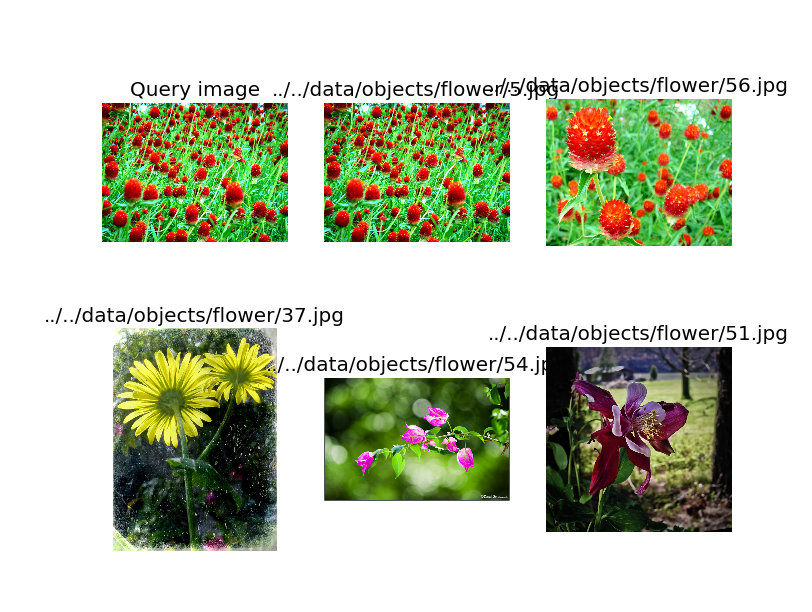 Query image
../../data/objects/flower/5.jpg
../../data/objects/flower/56.jpg
../../data/objects/flower/37.jpg
../../data/objects/flower/54.jpg
../../data/objects/flower/51.jpg